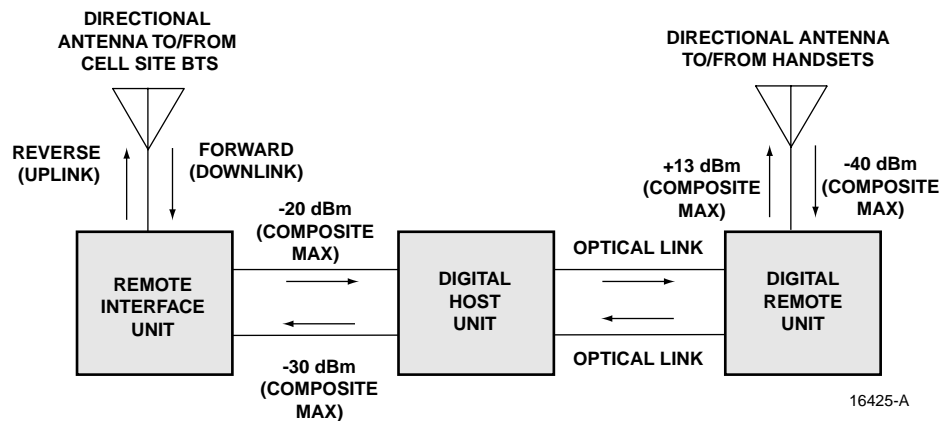 DIRECTIONAL
ANTENNA TO/FROM
CELL SITE BTS
DIRECTIONAL ANTENNA
TO/FROM HANDSETS
REVERSE
(UPLINK)
FORWARD
(DOWNLINK)
+13 dBm
(COMPOSITE
MAX)
-40 dBm
(COMPOSITE
MAX)
-20 dBm
(COMPOSITE
MAX)
OPTICAL LINK
REMOTE
INTERFACE
UNIT
DIGITAL
HOST
UNIT
DIGITAL
REMOTE
UNIT
-30 dBm
(COMPOSITE
MAX)
OPTICAL LINK
16425-A